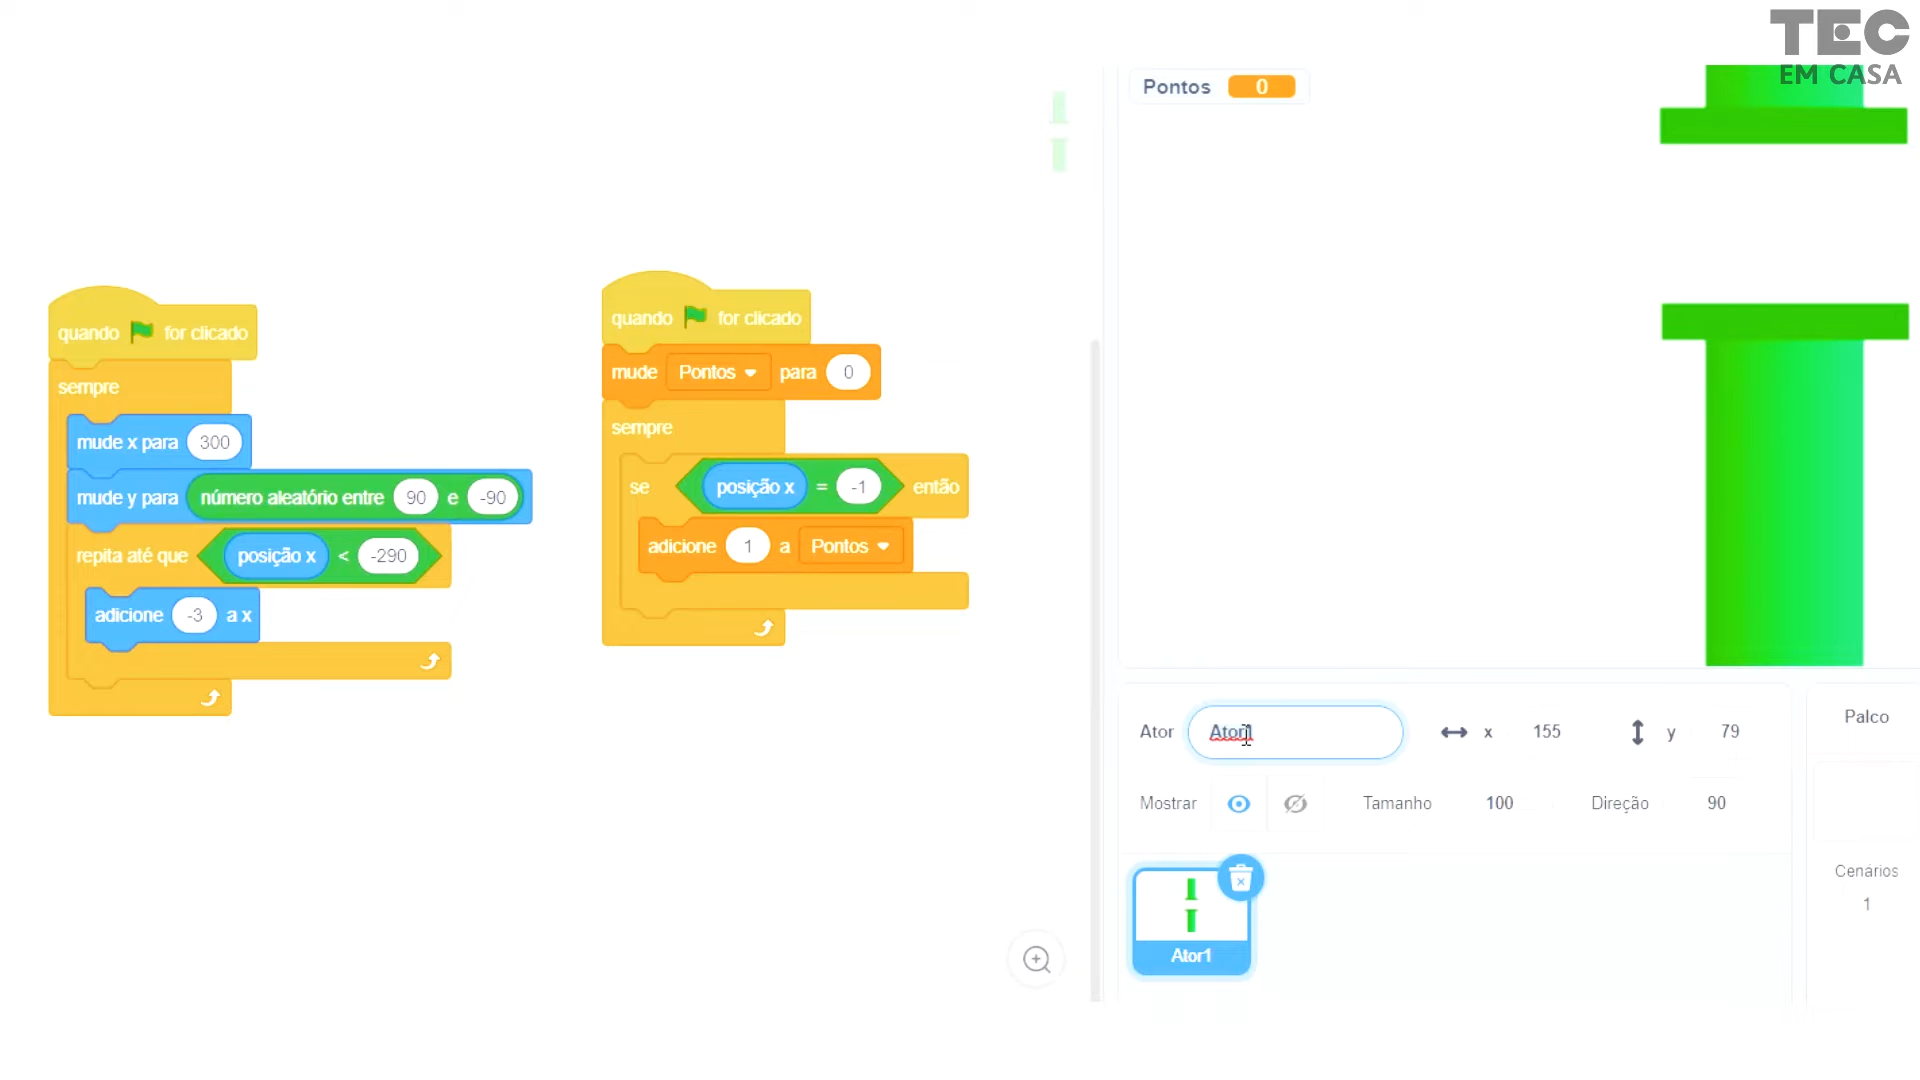 TEC
EM CASA
Pontos 0
quando for clicado
sempre
mude x para 300
mude y para número aleatório entre 90 e -90
repita até que posição x < -290
adicione -3 a x
quando for clicado
mude Pontos para 0
sempre
se posição x = -1 então
adicione 1 a Pontos
Ator Ator1 x 155 y 79
Mostrar Tamanho 100 Direção 90
Ator1
Palco
Cenários
1